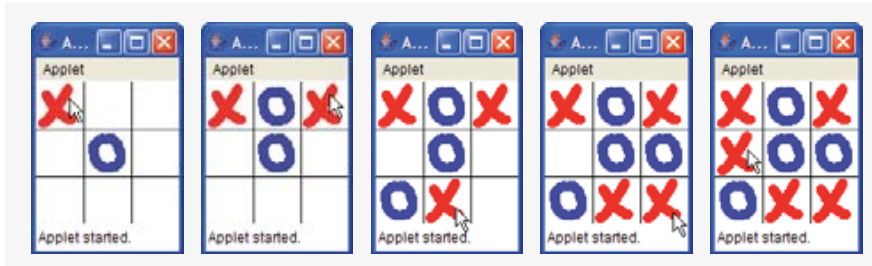 A...
Applet
X
O
Applet started.
A...
Applet
X O X
O
Applet started.
A...
Applet
X O X
O
O X
Applet started.
A...
Applet
X O X
O O
O X X
Applet started.
A...
Applet
X O X
X O O
O X X
Applet started.